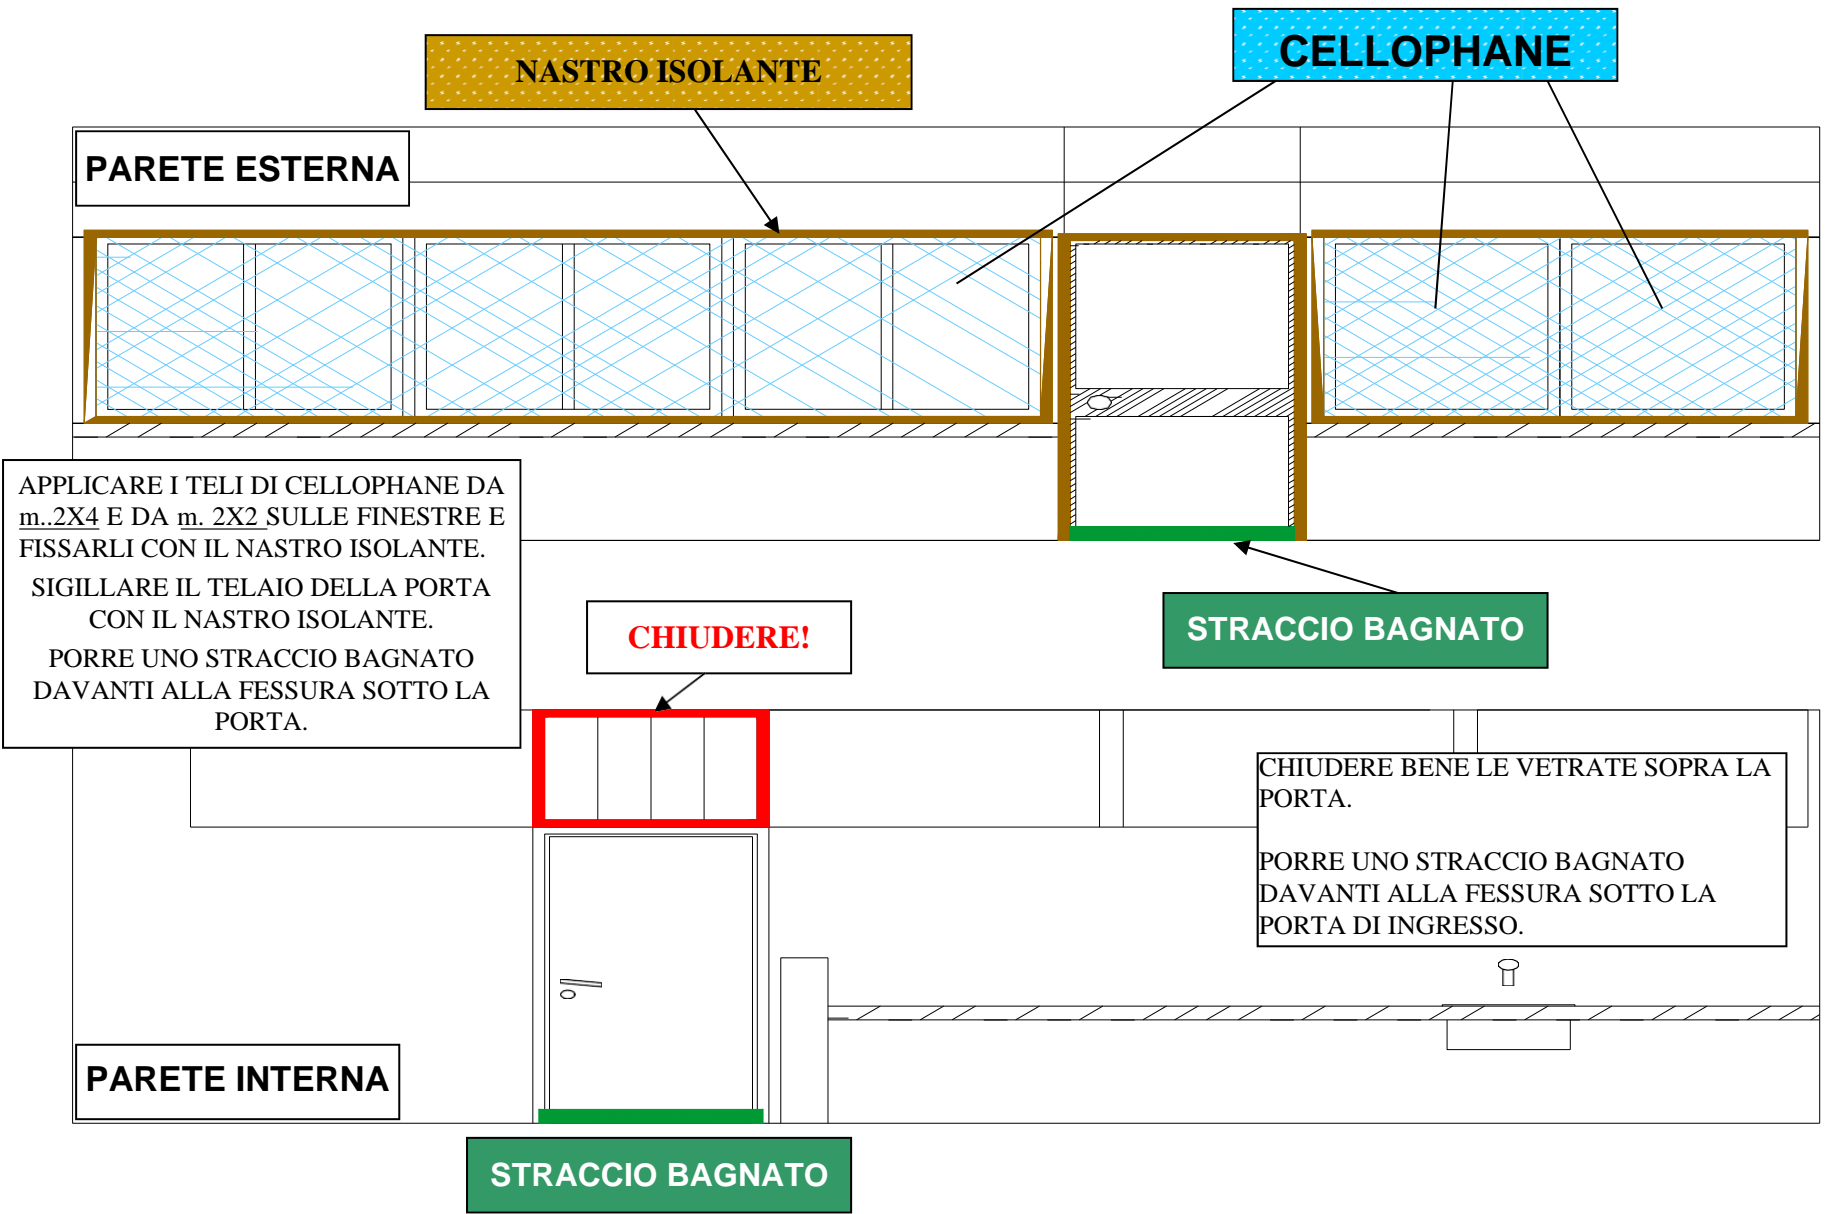 NASTRO ISOLANTE
CELLOPHANE
PARETE ESTERNA
APPLICARE I TELI DI CELLOPHANE DA
m..2X4 E DA m. 2X2 SULLE FINESTRE E
FISSARLI CON IL NASTRO ISOLANTE.
SIGILLARE IL TELAIO DELLA PORTA
CON IL NASTRO ISOLANTE.
PORRE UNO STRACCIO BAGNATO
DAVANTI ALLA FESSURA SOTTO LA
PORTA.
STRACCIO BAGNATO
CHIUDERE!
CHIUDERE BENE LE VETRATE SOPRA LA
PORTA.
PORRE UNO STRACCIO BAGNATO
DAVANTI ALLA FESSURA SOTTO LA
PORTA DI INGRESSO.
PARETE INTERNA
STRACCIO BAGNATO